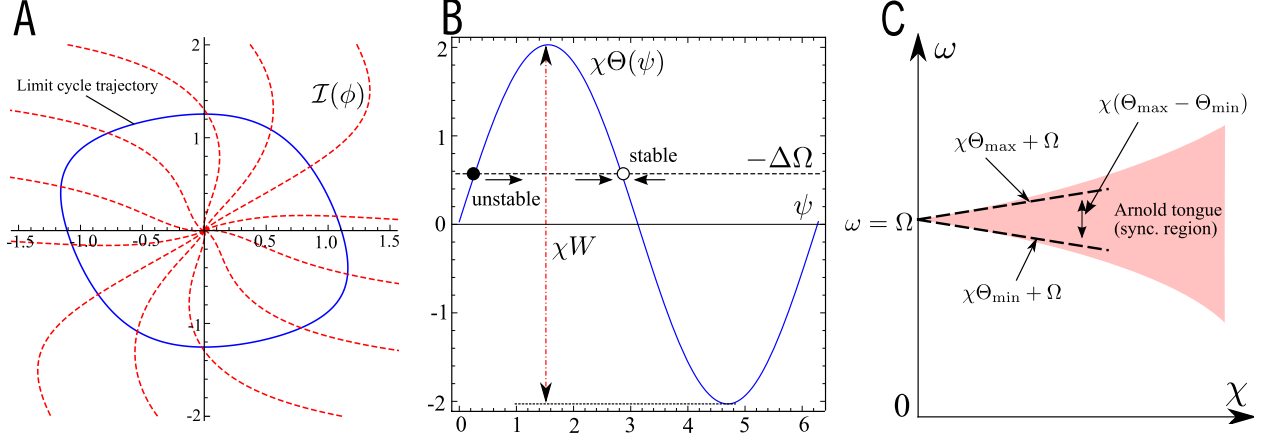 A
2
Limit cycle trajectory
I(ϕ)
1
-1.5
-1.0
-0.5
0.0
0.5
1.0
1.5
-1
-2
B
2
χΘ(ψ)
1
stable
−ΔΩ
unstable
ψ
0
χW
-1
-2
0 1 2 3 4 5 6
C
ω
χ(Θmax − Θmin)
χΘmax + Ω
ω = Ω
Arnold tongue
(sync. region)
χΘmin + Ω
χ
0